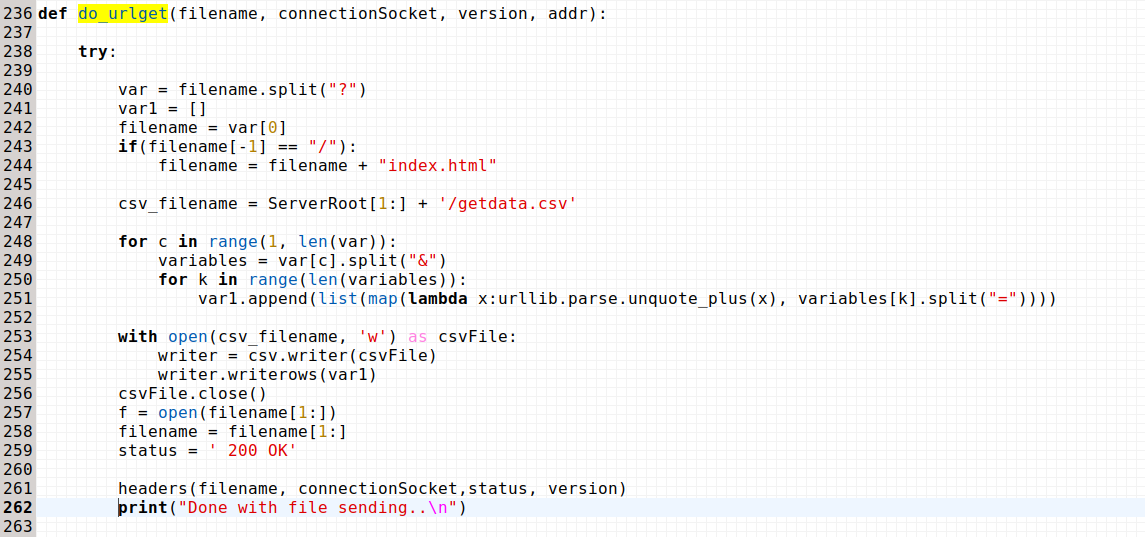 236 def do_urlget(filename, connectionSocket, version, addr):
237
238     try:
239
240         var = filename.split("?")
241         var1 = []
242         filename = var[0]
243         if(filename[-1] == "/"):
244             filename = filename + "index.html"
245
246         csv_filename = ServerRoot[1:] + '/getdata.csv'
247
248         for c in range(1, len(var)):
249             variables = var[c].split("&")
250             for k in range(len(variables)):
251                 var1.append(list(map(lambda x:urllib.parse.unquote_plus(x), variables[k].split("="))))
252
253         with open(csv_filename, 'w') as csvFile:
254             writer = csv.writer(csvFile)
255             writer.writerows(var1)
256         csvFile.close()
257         f = open(filename[1:])
258         filename = filename[1:]
259         status = ' 200 OK'
260
261         headers(filename, connectionSocket,status, version)
262         print("Done with file sending..\n")
263